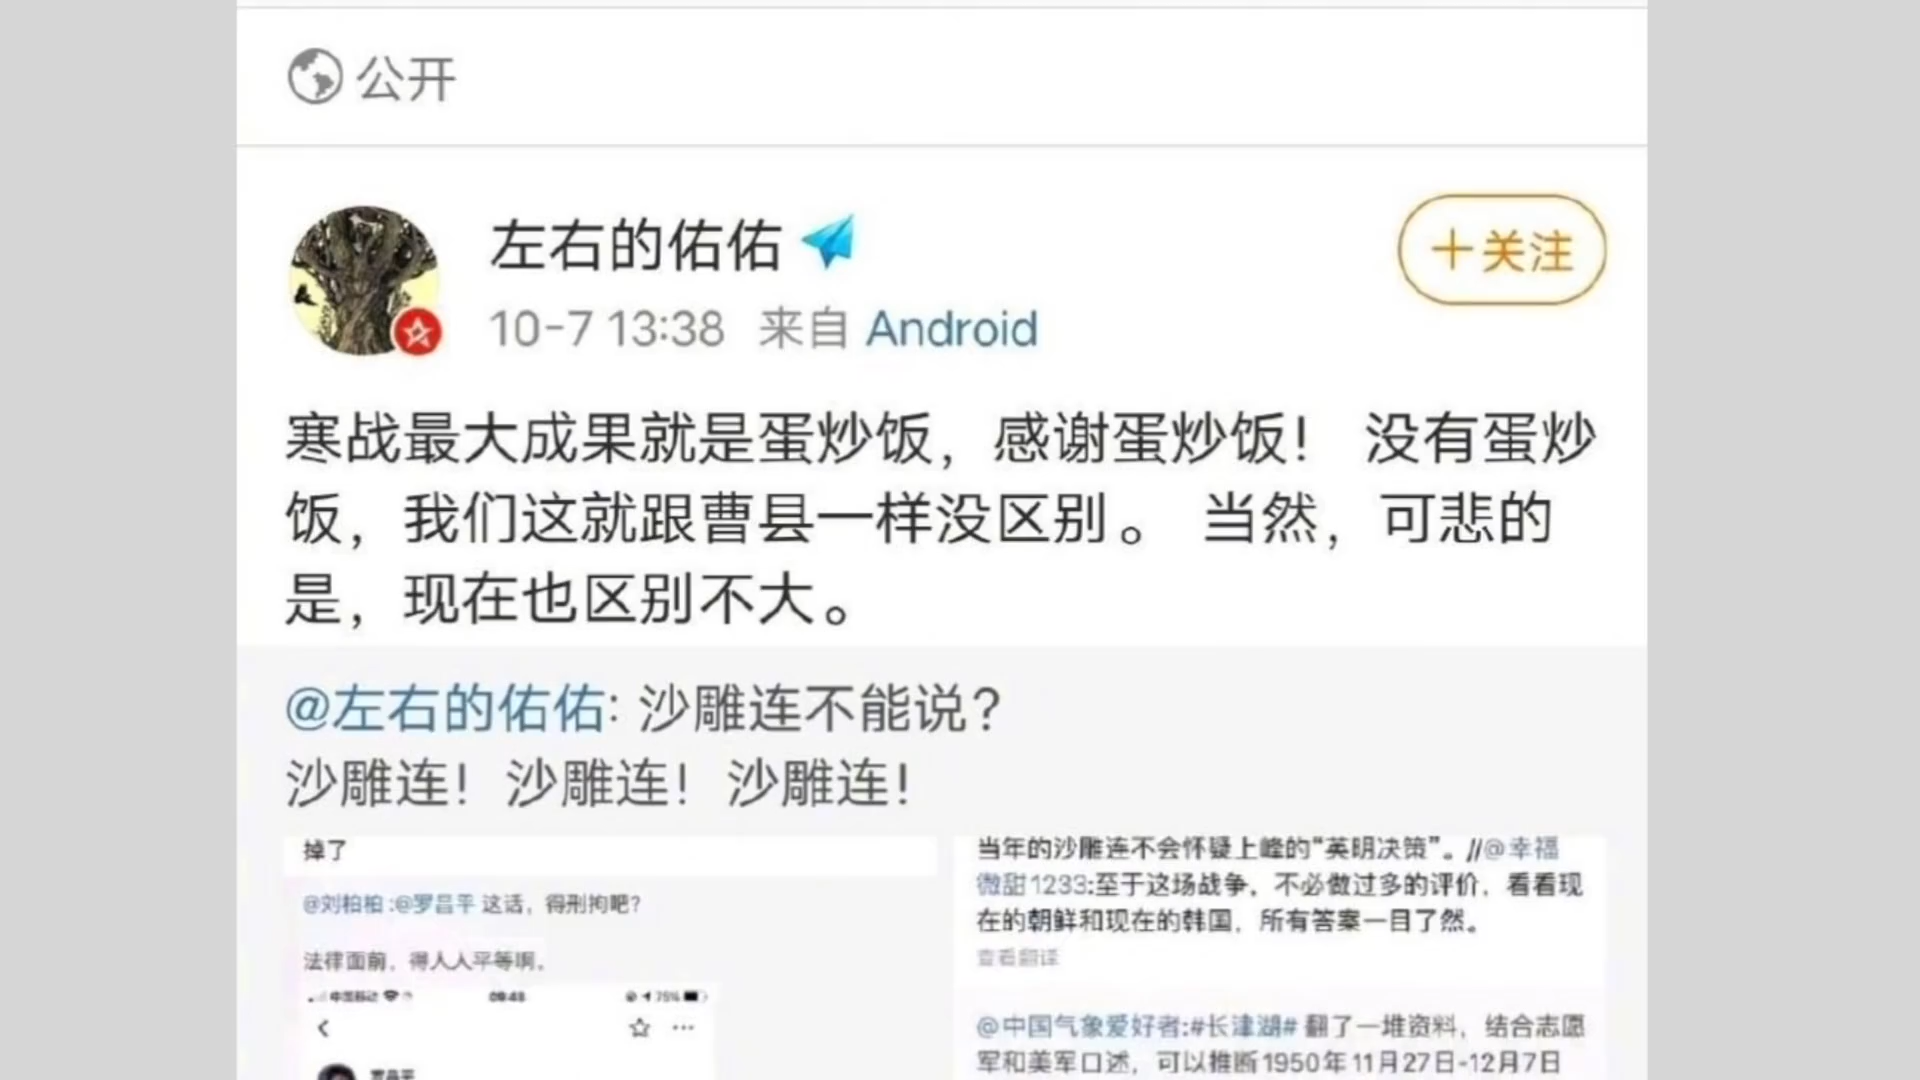 公开
左右的佑佑
10-7 13:38 来自 Android
+关注
寒战最大成果就是蛋炒饭，感谢蛋炒饭！ 没有蛋炒
饭，我们这就跟曹县一样没区别。 当然，可悲的
是，现在也区别不大。
@左右的佑佑: 沙雕连不能说？
沙雕连！沙雕连！沙雕连！
掉了
@刘柏柏:@罗昌平 这话，得刑拘吧？
法律面前，得人人平等啊。
中国移动 09:48 75%
罗昌平
当年的沙雕连不会怀疑上峰的“英明决策”。//@幸福
微甜1233:至于这场战争，不必做过多的评价，看看现
在的朝鲜和现在的韩国，所有答案一目了然。
查看翻译
@中国气象爱好者:#长津湖# 翻了一堆资料，结合志愿
军和美军口述，可以推断1950年11月27日-12月7日